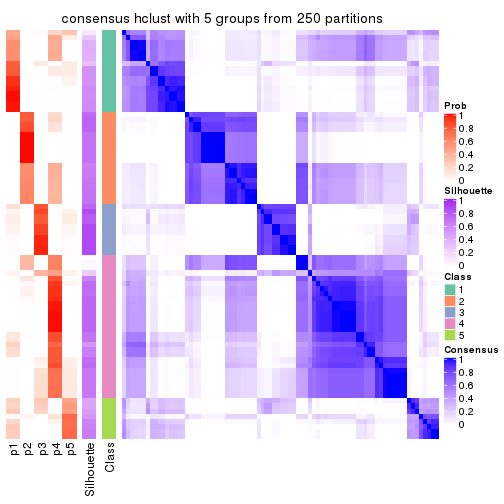 consensus hclust with 5 groups from 250 partitions
Prob
1
0.8
0.6
0.4
0.2
0
Silhouette
1
0.8
0.6
0.4
0.2
0
Class
1
2
3
4
5
Consensus
1
0.8
0.6
0.4
0.2
0
p1
p2
p3
p4
p5
Silhouette
Class